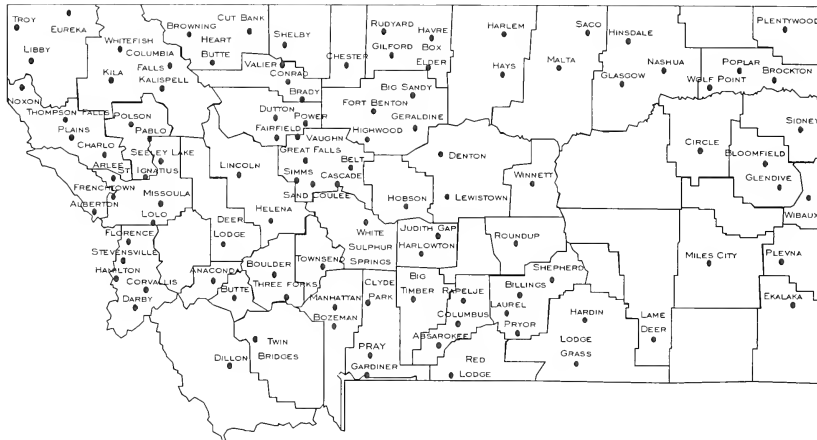 TROY
EUREKA
LIBBY
WHITEFISH
COLUMBIA
FALLS
KILA
KALISPELL
BROWNING
HEART
BUTTE
CUT BANK
SHELBY
VALIER
CONRAD
BRADY
CHESTER
RUDYARD
GILFORD
HAVRE
BOX
ELDER
BIG SANDY
FORT BENTON
GERALDINE
HIGHWOOD
HARLEM
HAYS
SACO
HINSDALE
MALTA
GLASGOW
NASHUA
WOLF POINT
POPLAR
BROCKTON
PLENTYWOOD
NOXON
THOMPSON FALLS
PLAINS
CHARLO
ARLEE
POLSON
PABLO
SEELEY LAKE
ST. IGNATIUS
FRENCHTOWN
ALBERTON
MISSOULA
LOLO
DUTTON
POWER
FAIRFIELD
VAUGHN
GREAT FALLS
BELT
SIMMS
CASCADE
SAND COULEE
LINCOLN
HELENA
DENTON
LEWISTOWN
WINNETT
HOBSON
SIDNEY
CIRCLE
BLOOMFIELD
GLENDIVE
WIBAUX
FLORENCE
STEVENSVILLE
HAMILTON
CORVALLIS
DARBY
DEER
LODGE
ANACONDA
BUTTE
BOULDER
THREE FORKS
TOWNSEND
WHITE
SULPHUR
SPRINGS
JUDITH GAP
HARLOWTON
ROUNDUP
MILES CITY
PLEVNA
EKALAKA
MANHATTAN
BOZEMAN
CLYDE
PARK
BIG
TIMBER
RAPELJE
COLUMBUS
ABSAROKEE
SHEPHERD
BILLINGS
LAUREL
PRYOR
HARDIN
LODGE
GRASS
LAME
DEER
DILLON
TWIN
BRIDGES
PRAY
GARDINER
RED
LODGE